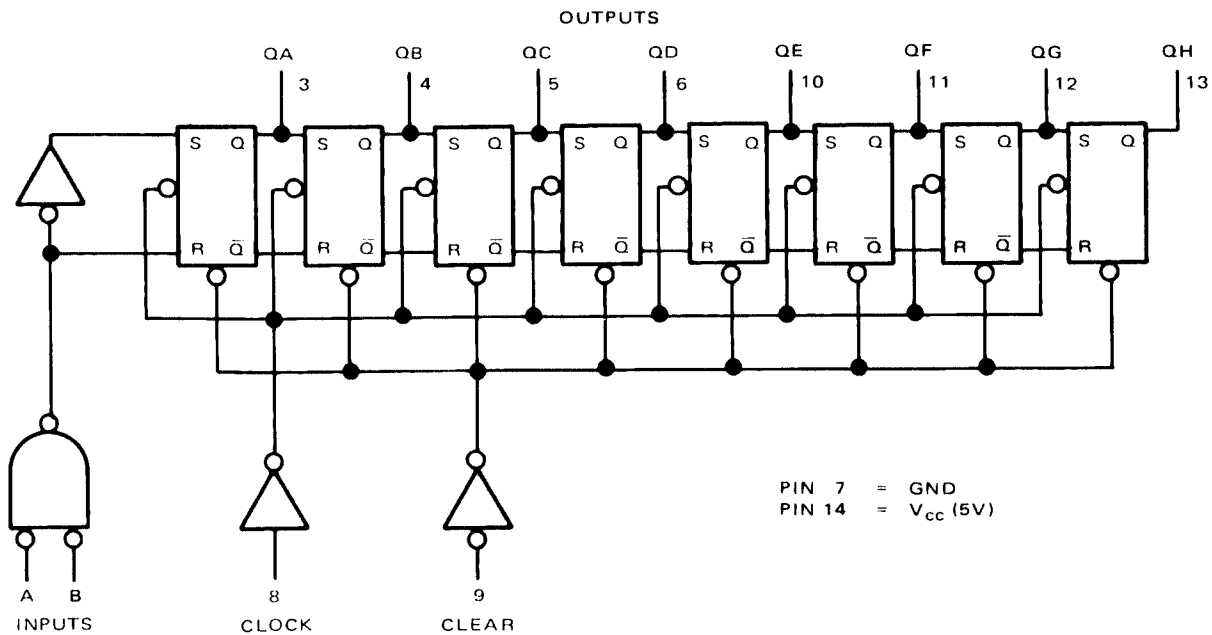 OUTPUTS
QA QB QC QD QE QF QG QH
3 4 5 6 10 11 12 13
S Q S Q S Q S Q S Q S Q S Q S Q
R Q̅ R Q̅ R Q̅ R Q̅ R Q̅ R Q̅ R Q̅ R
PIN 7 = GND
PIN 14 = Vcc (5V)
A B 8 9
INPUTS CLOCK CLEAR